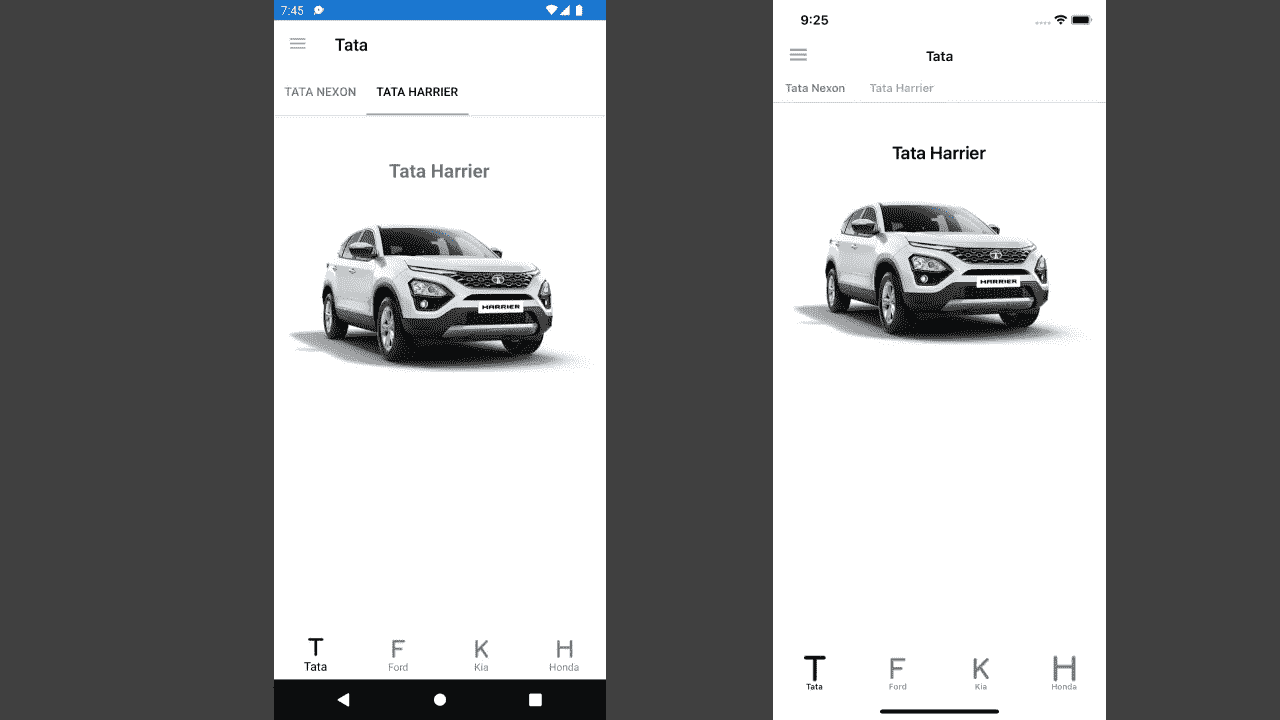 7:45
Tata
TATA NEXON TATA HARRIER
Tata Harrier
HARRIER
T F K H
Tata Ford Kia Honda
9:25
Tata
Tata Nexon Tata Harrier
Tata Harrier
HARRIER
T F K H
Tata Ford Kia Honda